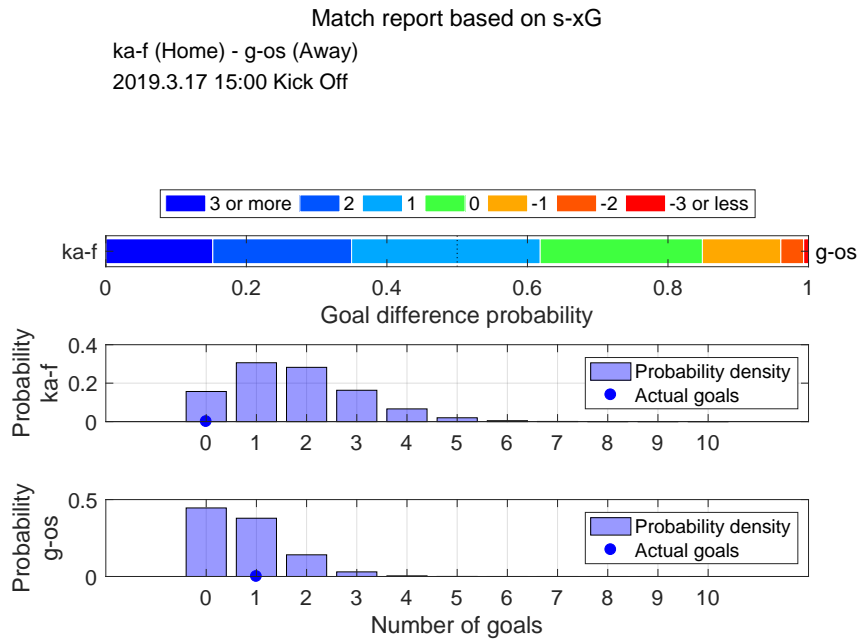 Match report based on s-xG
ka-f (Home) - g-os (Away)
2019.3.17 15:00 Kick Off
3 or more 2 1 0 -1 -2 -3 or less
ka-f g-os
0 0.2 0.4 0.6 0.8 1
Goal difference probability
Probability
ka-f
0.4
0.2
0
Probability density
Actual goals
0 1 2 3 4 5 6 7 8 9 10
Probability
g-os
0.5
0
Probability density
Actual goals
0 1 2 3 4 5 6 7 8 9 10
Number of goals